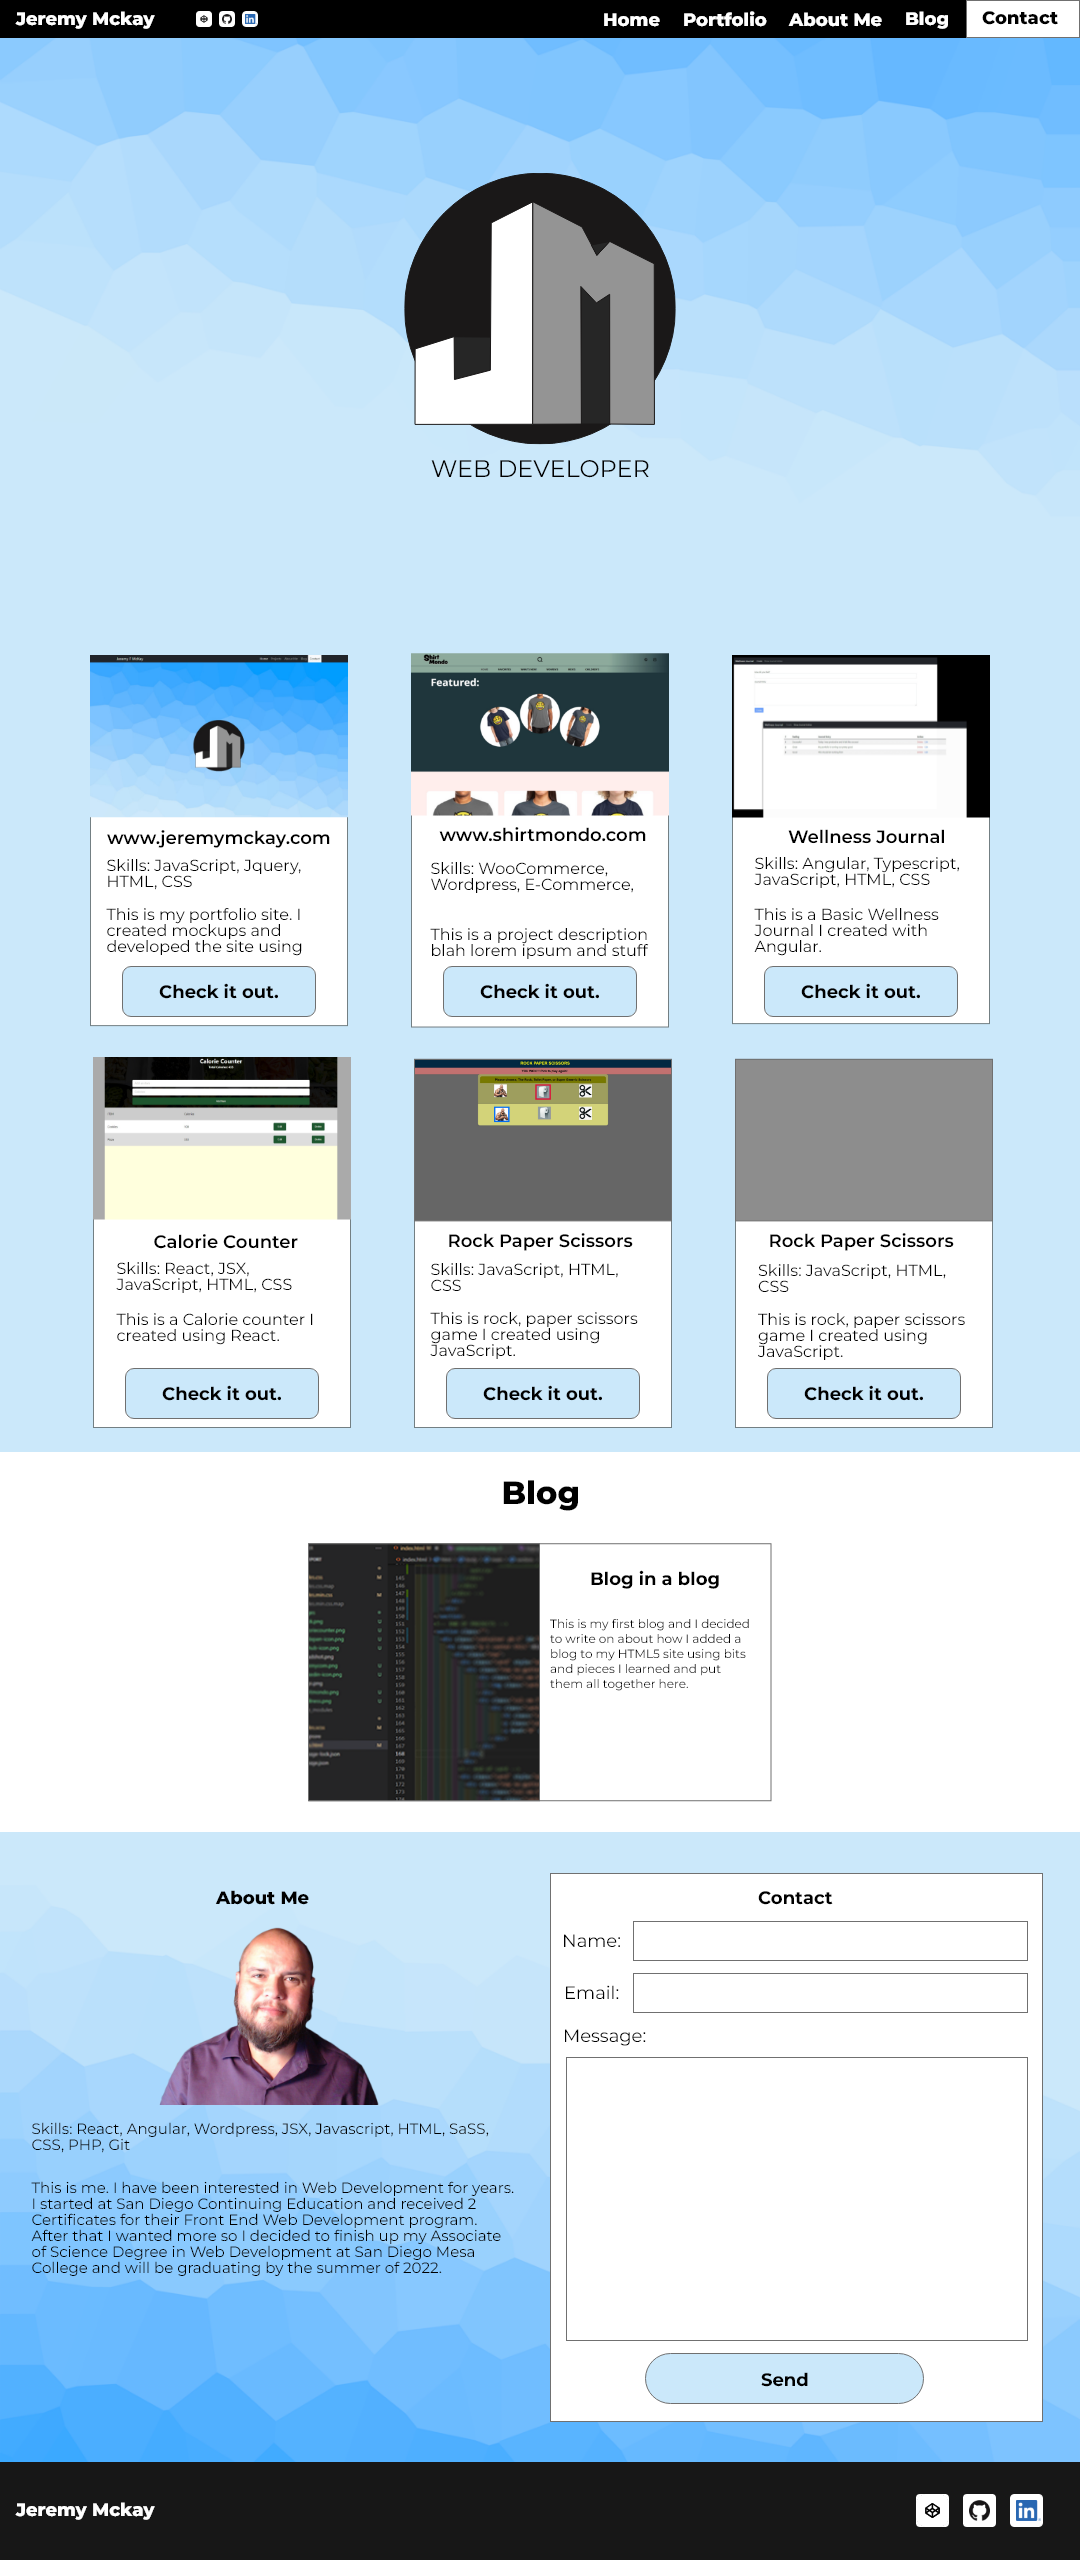 Jeremy Mckay
Home Portfolio About Me Blog Contact
JM
WEB DEVELOPER
Featured:
www.jeremymckay.com
Skills: JavaScript, Jquery,
HTML, CSS
This is my portfolio site. I
created mockups and
developed the site using
Check it out.
Shirt
Mondo
www.shirtmondo.com
Skills: WooCommerce,
Wordpress, E-Commerce,
This is a project description
blah lorem ipsum and stuff
Check it out.
Wellness Journal
Skills: Angular, Typescript,
JavaScript, HTML, CSS
This is a Basic Wellness
Journal I created with
Angular.
Check it out.
Calorie Counter
Calorie Counter
Skills: React, JSX,
JavaScript, HTML, CSS
This is a Calorie counter I
created using React.
Check it out.
ROCK PAPER SCISSORS
Rock Paper Scissors
Skills: JavaScript, HTML,
CSS
This is rock, paper scissors
game I created using
JavaScript.
Check it out.
Rock Paper Scissors
Skills: JavaScript, HTML,
CSS
This is rock, paper scissors
game I created using
JavaScript.
Check it out.
Blog
Blog in a blog
This is my first blog and I decided
to write on about how I added a
blog to my HTML5 site using bits
and pieces I learned and put
them all together here.
About Me
Skills: React, Angular, Wordpress, JSX, Javascript, HTML, SaSS,
CSS, PHP, Git
This is me. I have been interested in Web Development for years.
I started at San Diego Continuing Education and received 2
Certificates for their Front End Web Development program.
After that I wanted more so I decided to finish up my Associate
of Science Degree in Web Development at San Diego Mesa
College and will be graduating by the summer of 2022.
Contact
Name:
Email:
Message:
Send
Jeremy Mckay
in